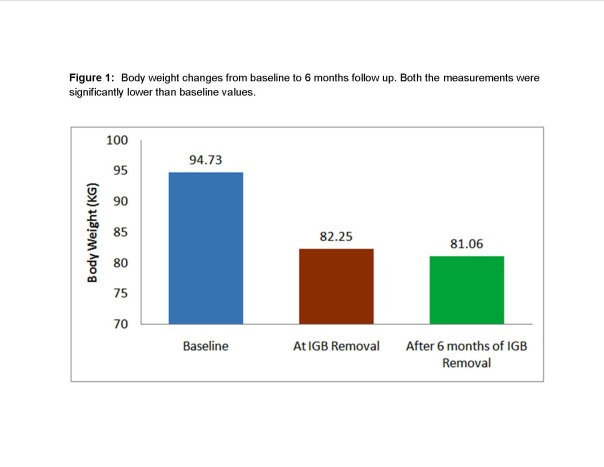 Figure 1: Body weight changes from baseline to 6 months follow up. Both the measurements were
significantly lower than baseline values.
100
95
90
85
80
75
70
Body Weight (KG)
94.73
82.25
81.06
Baseline
At IGB Removal
After 6 months of IGB
Removal